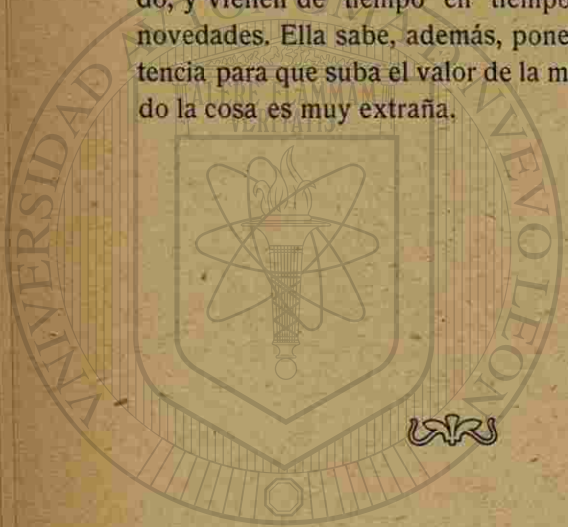 do, y vienen de tiempo en tiempo
novedades. Ella sabe, además, pone
tencia para que suba el valor de la m
do la cosa es muy extraña.
UNIVERSIDAD
NUEVO LEÓN
ALERE FLAMMAM
VERITATIS